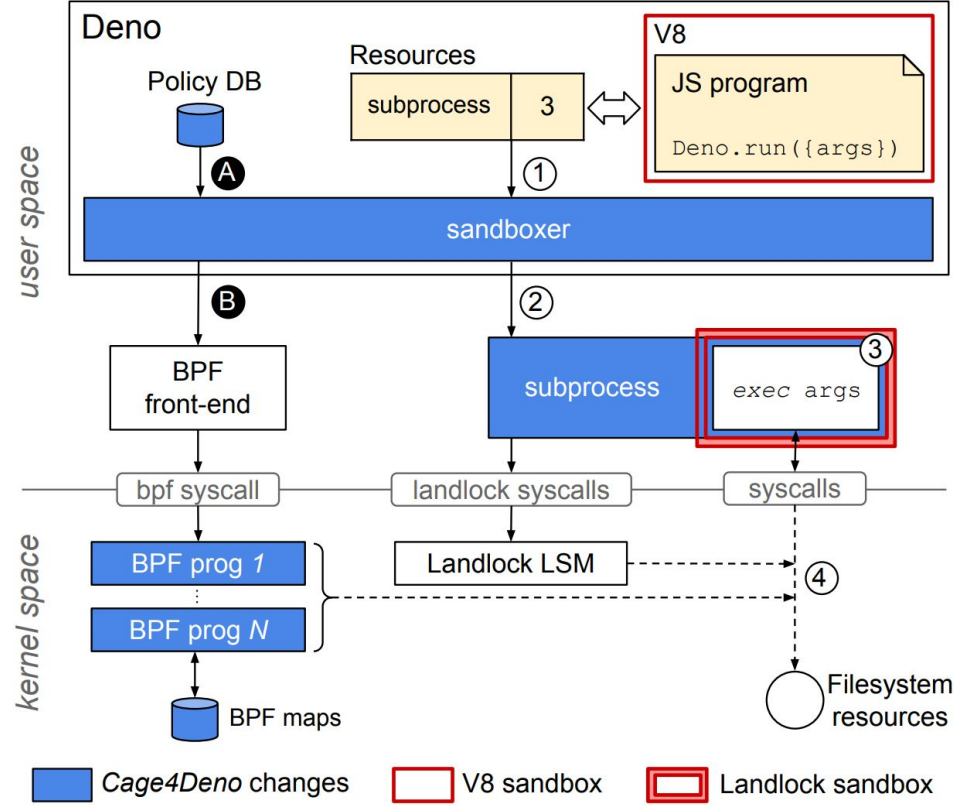 Deno
V8
Policy DB
Resources
subprocess 3
JS program
Deno.run({args})
A
1
sandboxer
user space
B
2
BPF
front-end
subprocess
exec args
3
bpf syscall
landlock syscalls
syscalls
kernel space
BPF prog 1
Landlock LSM
4
BPF prog N
BPF maps
Filesystem
resources
Cage4Deno changes
V8 sandbox
Landlock sandbox